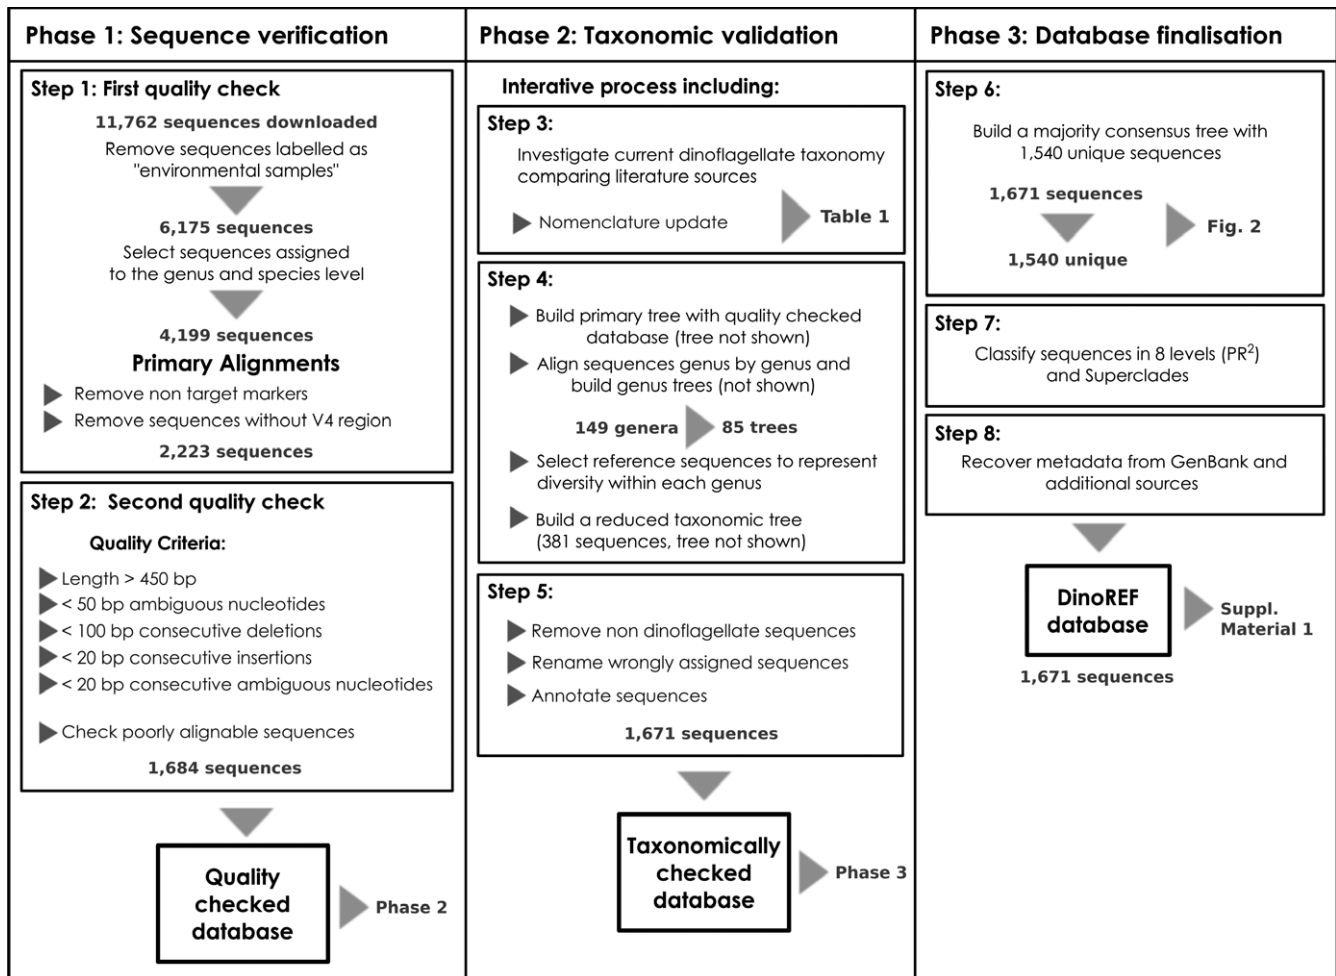 Phase 1: Sequence verification
Step 1: First quality check
11,762 sequences downloaded
Remove sequences labelled as
"environmental samples"
6,175 sequences
Select sequences assigned
to the genus and species level
4,199 sequences
Primary Alignments
Remove non target markers
Remove sequences without V4 region
2,223 sequences
Step 2: Second quality check
Quality Criteria:
Length > 450 bp
< 50 bp ambiguous nucleotides
< 100 bp consecutive deletions
< 20 bp consecutive insertions
< 20 bp consecutive ambiguous nucleotides
Check poorly alignable sequences
1,684 sequences
Quality
checked
database
Phase 2
Phase 2: Taxonomic validation
Interative process including:
Step 3:
Investigate current dinoflagellate taxonomy
comparing literature sources
Nomenclature update
Table 1
Step 4:
Build primary tree with quality checked
database (tree not shown)
Align sequences genus by genus and
build genus trees (not shown)
149 genera 85 trees
Select reference sequences to represent
diversity within each genus
Build a reduced taxonomic tree
(381 sequences, tree not shown)
Step 5:
Remove non dinoflagellate sequences
Rename wrongly assigned sequences
Annotate sequences
1,671 sequences
Taxonomically
checked
database
Phase 3
Phase 3: Database finalisation
Step 6:
Build a majority consensus tree with
1,540 unique sequences
1,671 sequences
Fig. 2
1,540 unique
Step 7
Classify sequences in 8 levels (PR²)
and Superclades
Step 8:
Recover metadata from GenBank and
additional sources
DinoREF
database
Suppl.
Material 1
1,671 sequences